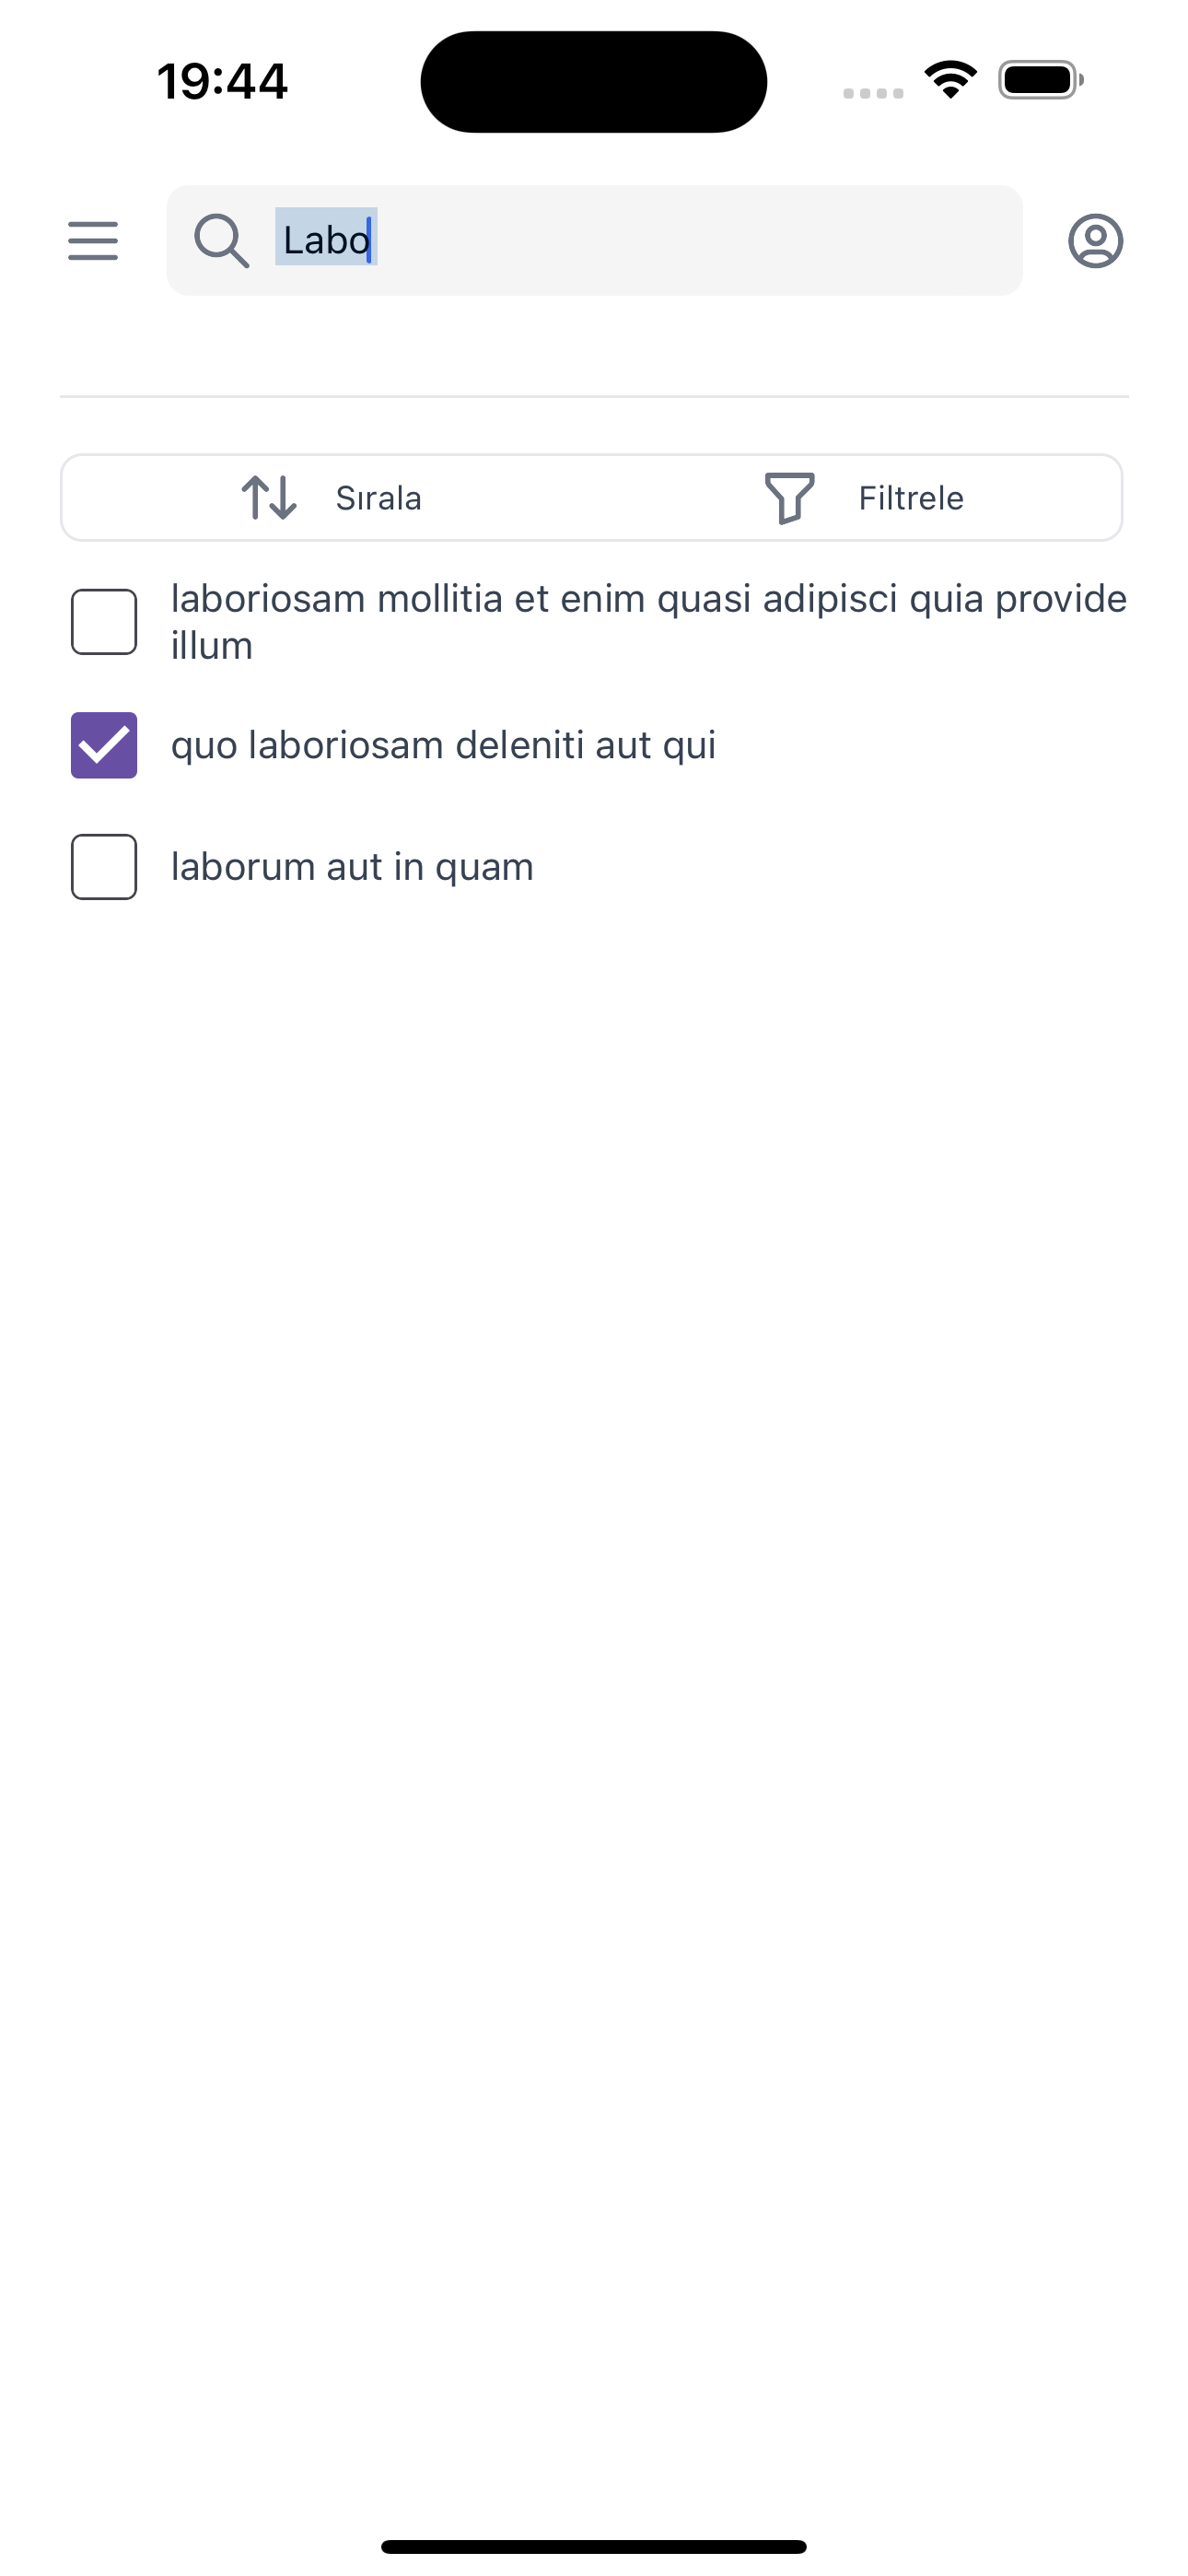 19:44
Labo
Sırala
Filtrele
laboriosam mollitia et enim quasi adipisci quia provide
illum
quo laboriosam deleniti aut qui
laborum aut in quam